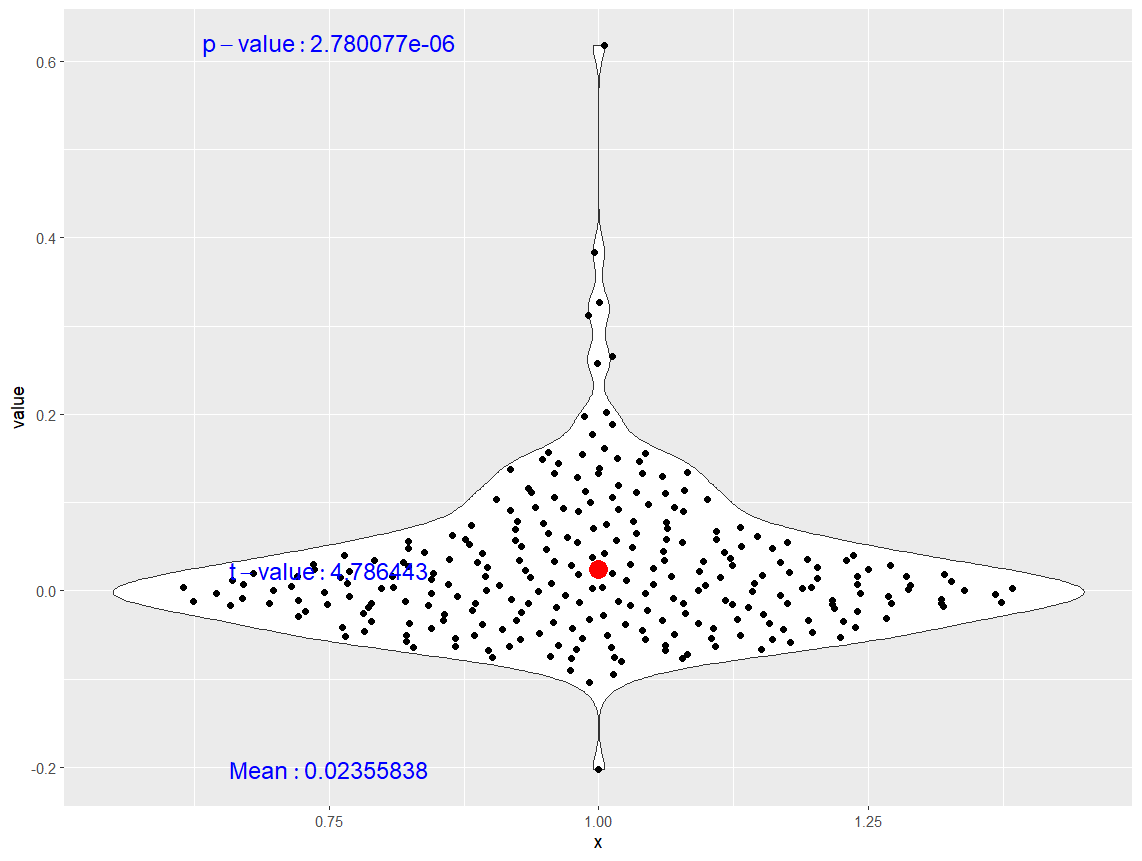 p − value : 2.780077e-06
0.6
0.4
value
0.2
t − value : 4.786443
0.0
Mean : 0.02355838
-0.2
0.75
1.00
1.25
x